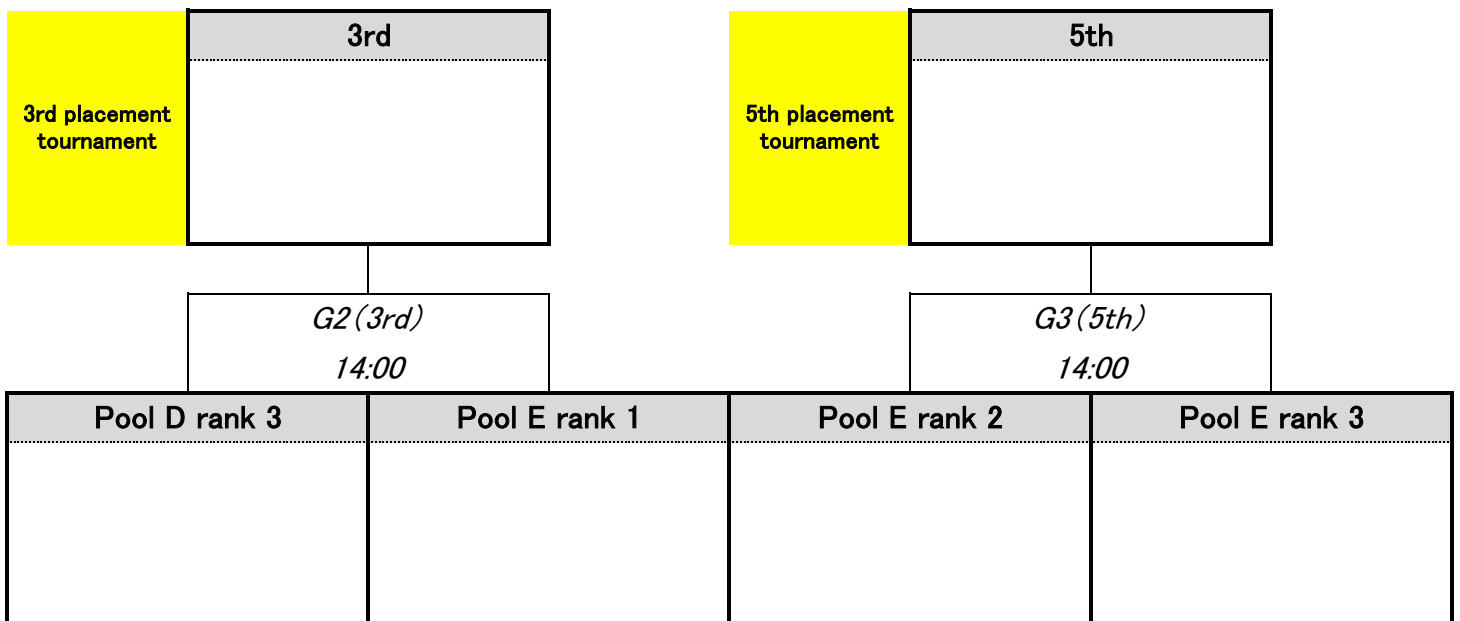 3rd
3rd placement
tournament
5th
5th placement
tournament
G2(3rd)
14:00
G3(5th)
14:00
Pool D rank 3
Pool E rank 1
Pool E rank 2
Pool E rank 3